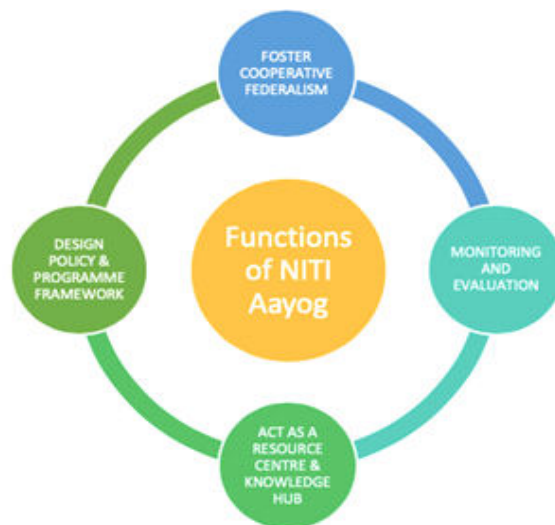 FOSTER
COOPERATIVE
FEDERALISM
DESIGN
POLICY &
PROGRAMME
FRAMEWORK
Functions
of NITI
Aayog
MONITORING
AND
EVALUATION
ACT AS A
RESOURCE
CENTRE &
KNOWLEDGE
HUB